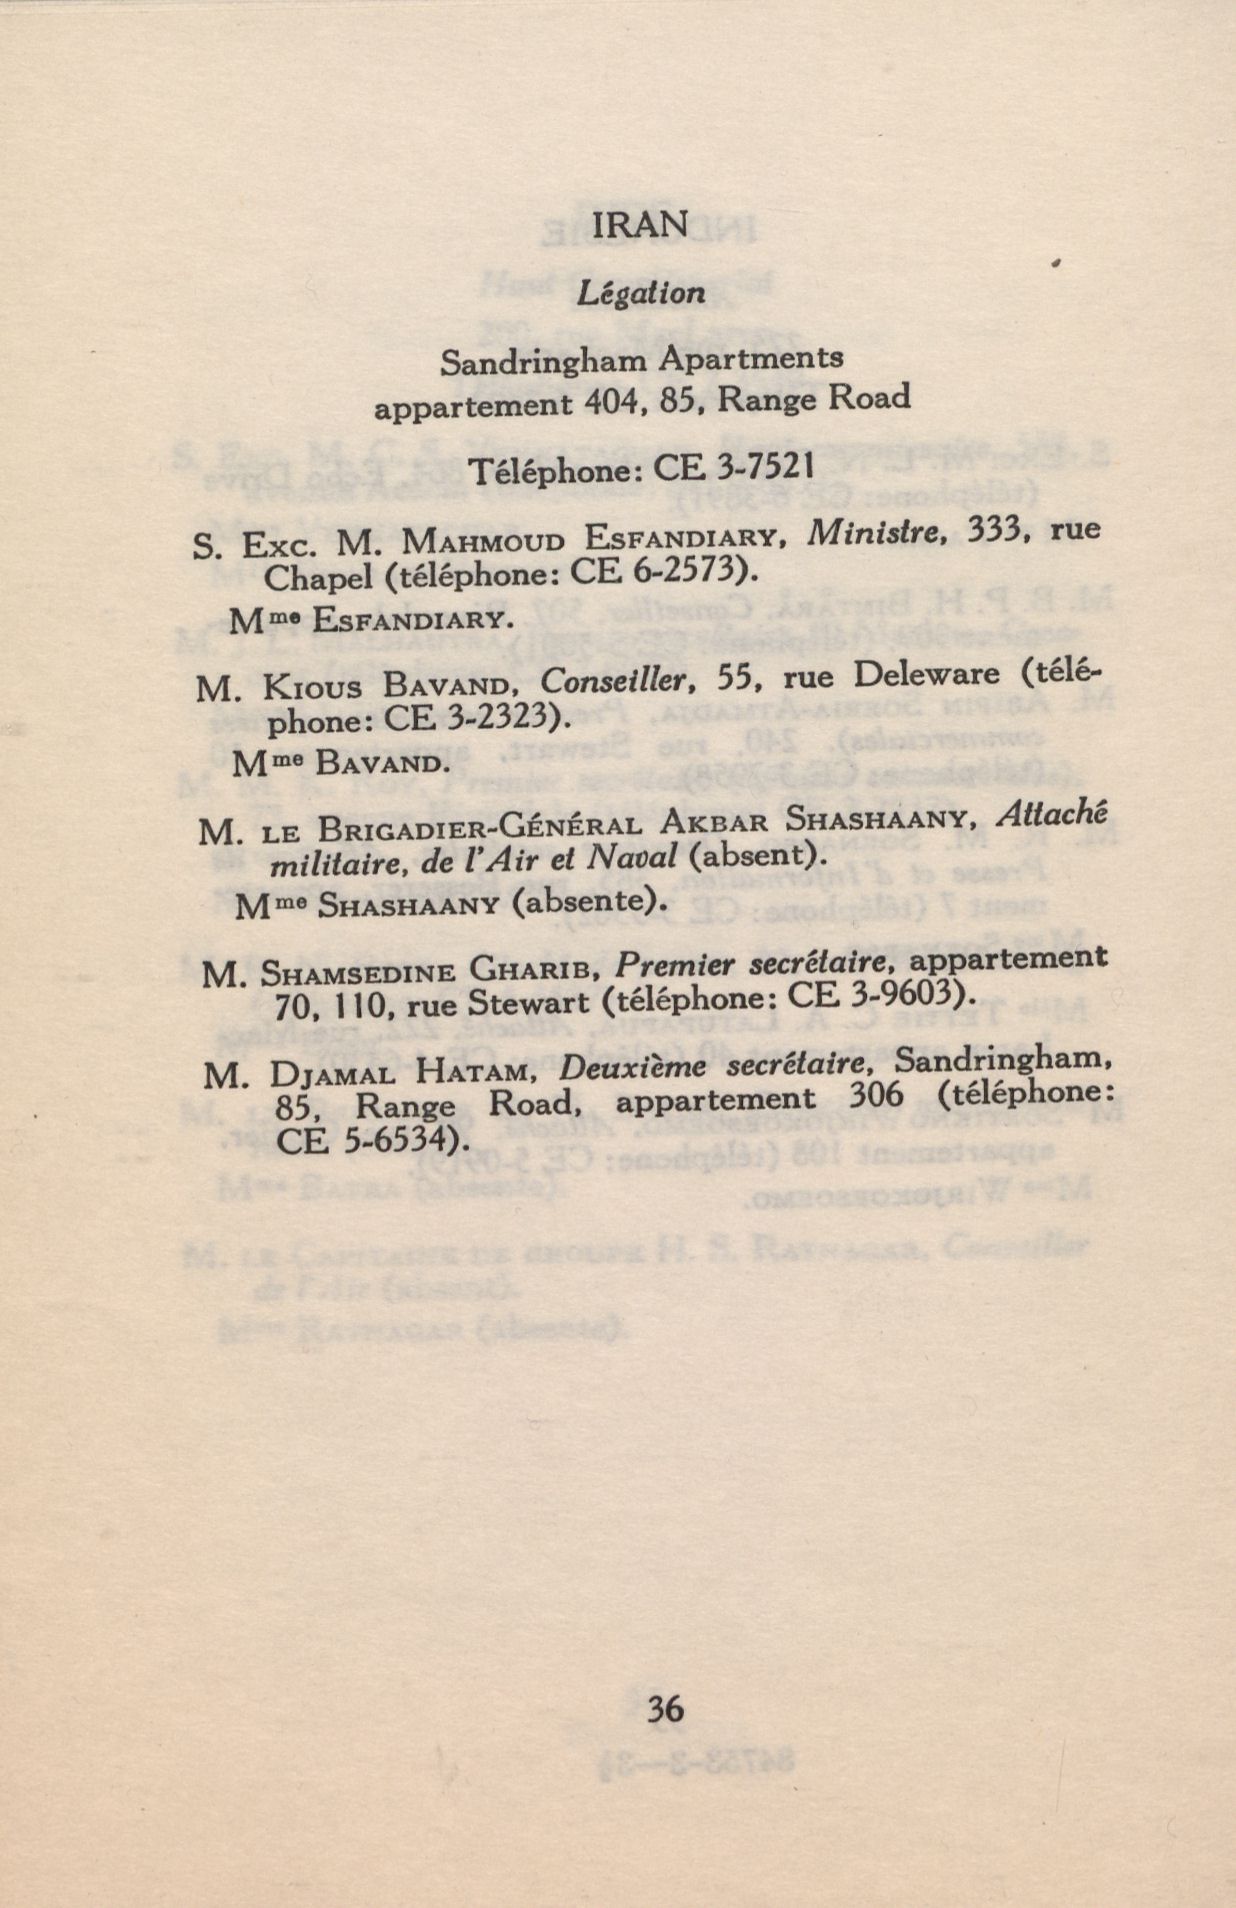 IRAN
Légation
Sandringham Apartments
appartement 404, 85, Range Road
Téléphone: CE 3-7521
S. Exc. M. Mahmoud Esfandiary, Ministre, 333, rue
Chapel (téléphone: CE 6-2573).
Mme Esfandiary.
M. Kious Bavand, Conseiller, 55, rue Deleware (télé-
phone: CE 3-2323).
Mme Bavand.
M. le Brigadier-Général Akbar Shashaany, Attaché
militaire, de l'Air et Naval (absent).
Mme Shashaany (absente).
M. Shamsedine Gharib, Premier secrétaire, appartement
70, 110, rue Stewart (téléphone: CE 3-9603).
M. Djamal Hatam, Deuxième secrétaire, Sandringham,
85, Range Road, appartement 306 (téléphone:
CE 5-6534).
36